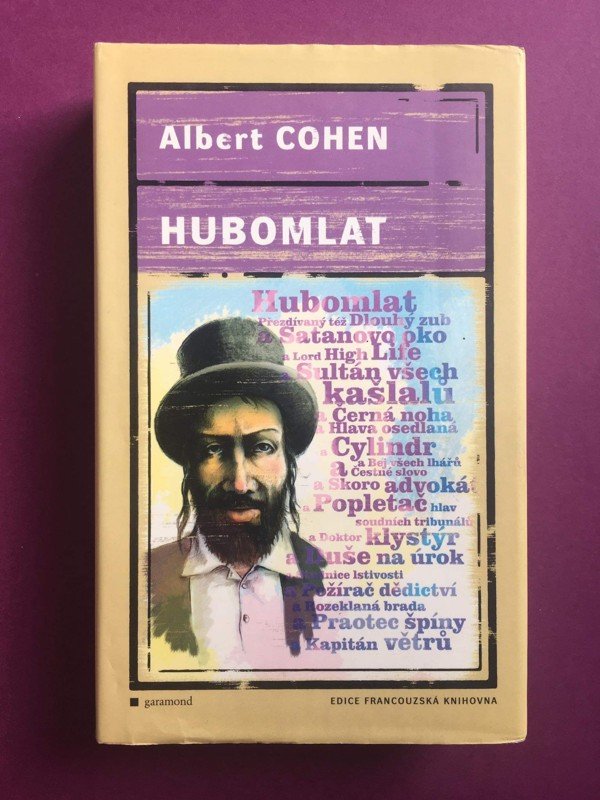 Albert COHEN
HUBOMLAT
Hubomlat
Přezdívaný též Dlouhý zub
a Satanovo oko
a Lord High Life
a Sultán všech
kašlalů
a Černá noha
a Hlava osedlaná
a Cylindr
a Bej všech lhářů
a Čestné slovo
a Skoro advokát
a Popletač hlav
soudních tribunálů
a Doktor klystýr
a Duše na úrok
lstivosti
a Požírač dědictví
a Rozeklaná brada
a Praotec špíny
a Kapitán větrů
garamond
EDICE FRANCOUZSKÁ KNIHOVNA